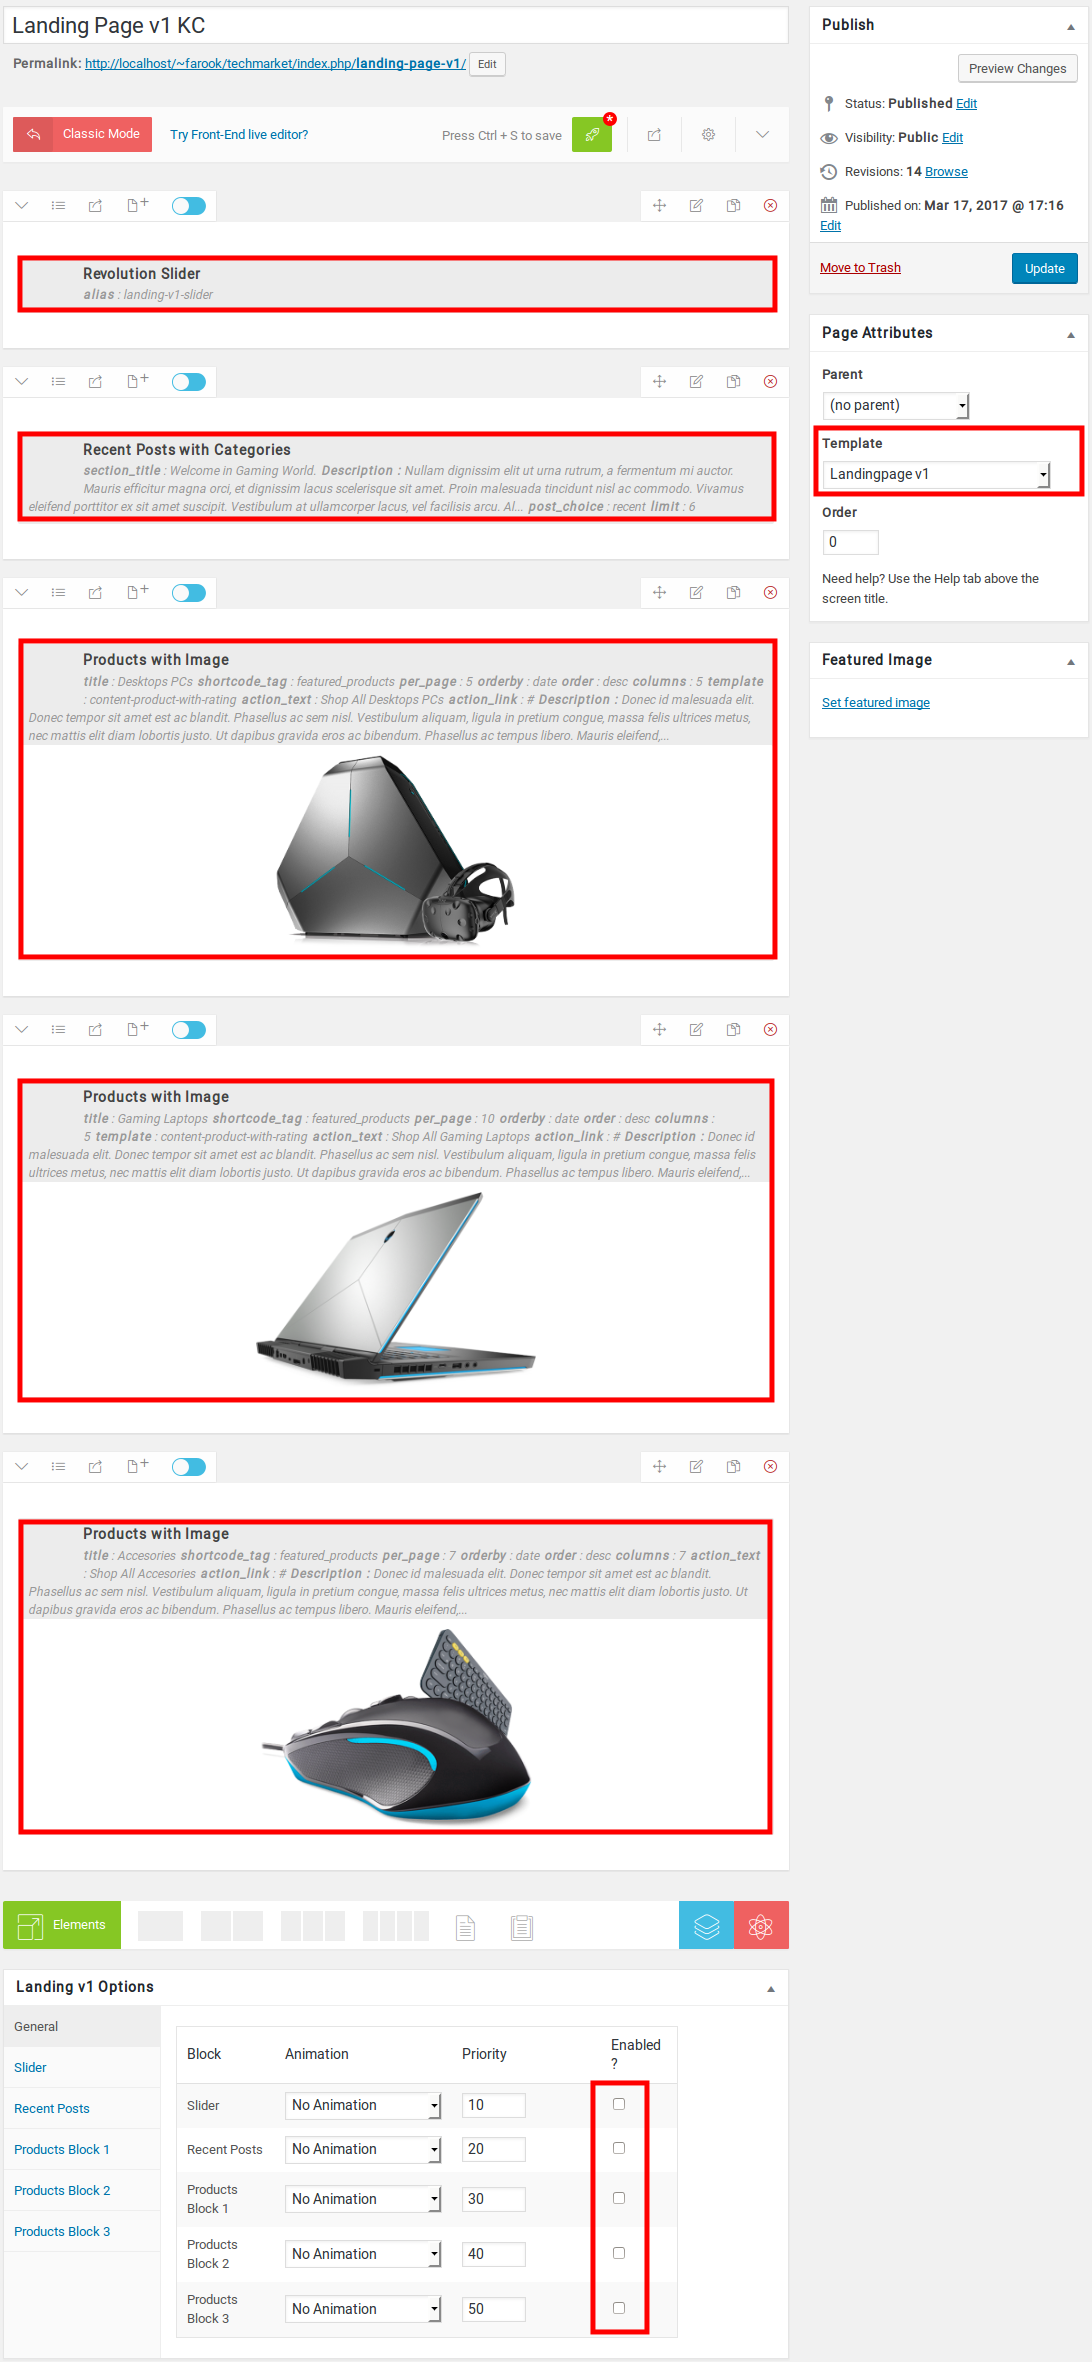 Landing Page v1 KC
Permalink: http://localhost/~farook/techmarket/index.php/landing-page-v1/ Edit
Classic Mode
Try Front-End live editor?
Press Ctrl + S to save
*
Revolution Slider
alias : landing-v1-slider
Recent Posts with Categories
section_title : Welcome in Gaming World. Description : Nullam dignissim elit ut urna rutrum, a fermentum mi auctor.
Mauris efficitur magna orci, et dignissim lacus scelerisque sit amet. Proin malesuada tincidunt nisl ac commodo. Vivamus
eleifend porttitor ex sit amet suscipit. Vestibulum at ullamcorper lacus, vel facilisis arcu. Al... post_choice : recent limit : 6
Products with Image
title : Desktops PCs shortcode_tag : featured_products per_page : 5 orderby : date order : desc columns : 5 template
: content-product-with-rating action_text : Shop All Desktops PCs action_link : # Description : Donec id malesuada elit.
Donec tempor sit amet est ac blandit. Phasellus ac sem nisl. Vestibulum aliquam, ligula in pretium congue, massa felis ultrices metus,
nec mattis elit diam lobortis justo. Ut dapibus gravida eros ac bibendum. Phasellus ac tempus libero. Mauris eleifend,...
Products with Image
title : Gaming Laptops shortcode_tag : featured_products per_page : 10 orderby : date order : desc columns :
5 template : content-product-with-rating action_text : Shop All Gaming Laptops action_link : # Description : Donec id
malesuada elit. Donec tempor sit amet est ac blandit. Phasellus ac sem nisl. Vestibulum aliquam, ligula in pretium congue, massa felis
ultrices metus, nec mattis elit diam lobortis justo. Ut dapibus gravida eros ac bibendum. Phasellus ac tempus libero. Mauris eleifend,...
Products with Image
title : Accesories shortcode_tag : featured_products per_page : 7 orderby : date order : desc columns : 7 action_text
: Shop All Accesories action_link : # Description : Donec id malesuada elit. Donec tempor sit amet est ac blandit.
Phasellus ac sem nisl. Vestibulum aliquam, ligula in pretium congue, massa felis ultrices metus, nec mattis elit diam lobortis justo. Ut
dapibus gravida eros ac bibendum. Phasellus ac tempus libero. Mauris eleifend,...
Elements
Landing v1 Options
General
Slider
Recent Posts
Products Block 1
Products Block 2
Products Block 3
Block Animation Priority Enabled
?
Slider No Animation 10
Recent Posts No Animation 20
Products
Block 1 No Animation 30
Products
Block 2 No Animation 40
Products
Block 3 No Animation 50
Publish
Preview Changes
Status: Published Edit
Visibility: Public Edit
Revisions: 14 Browse
Published on: Mar 17, 2017 @ 17:16
Edit
Move to Trash Update
Page Attributes
Parent
(no parent)
Template
Landingpage v1
Order
0
Need help? Use the Help tab above the
screen title.
Featured Image
Set featured image